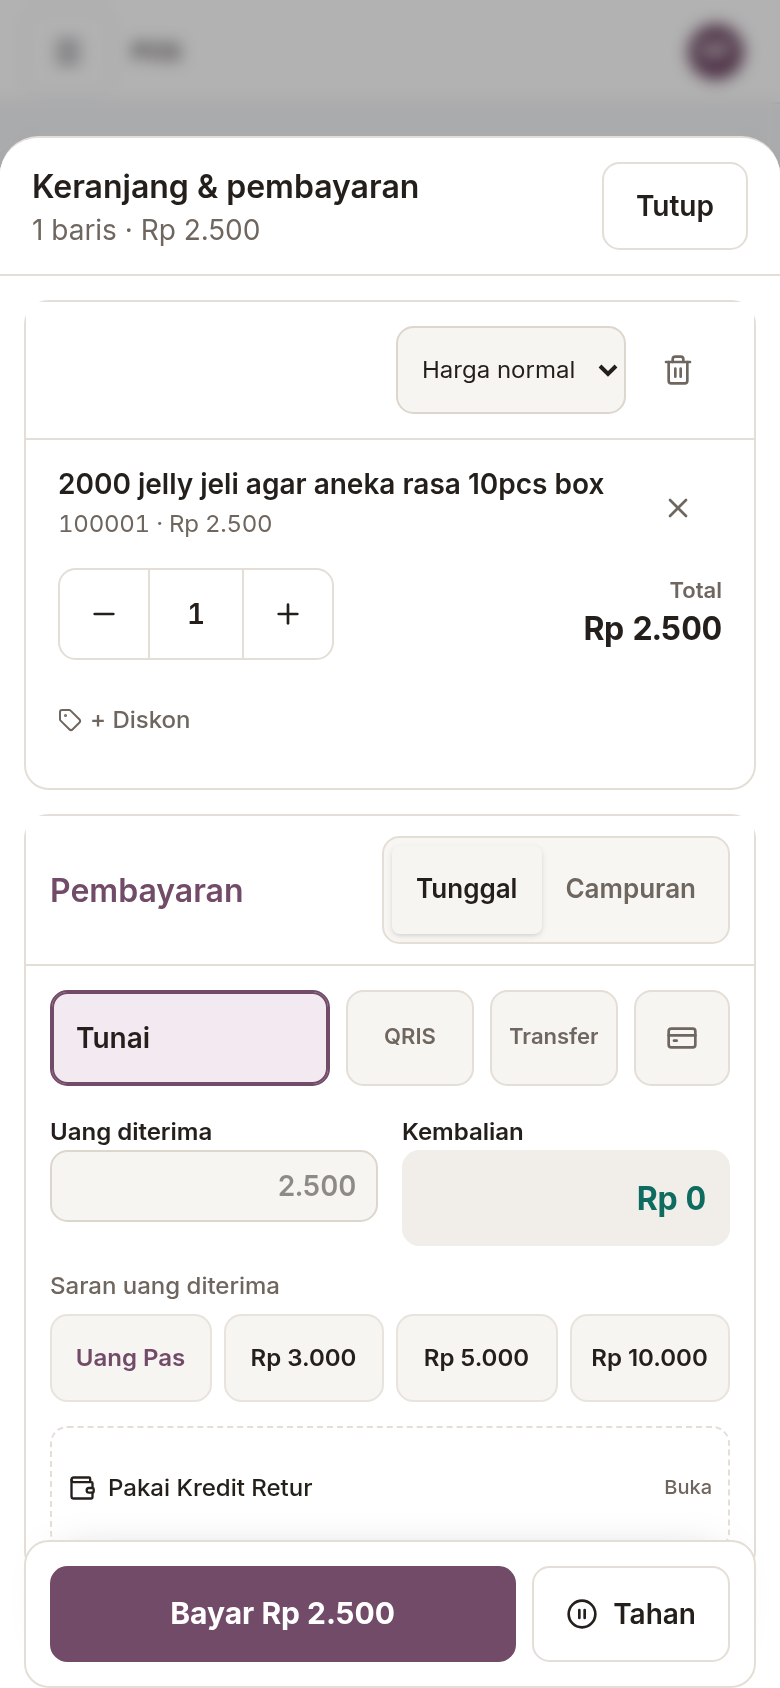 Keranjang & pembayaran
1 baris · Rp 2.500
Tutup
Harga normal
2000 jelly jeli agar aneka rasa 10pcs box
100001 · Rp 2.500
1
Total
Rp 2.500
+ Diskon
Pembayaran
Tunggal
Campuran
Tunai
QRIS
Transfer
Uang diterima
Kembalian
2.500
Rp 0
Saran uang diterima
Uang Pas
Rp 3.000
Rp 5.000
Rp 10.000
Pakai Kredit Retur
Buka
Bayar Rp 2.500
Tahan